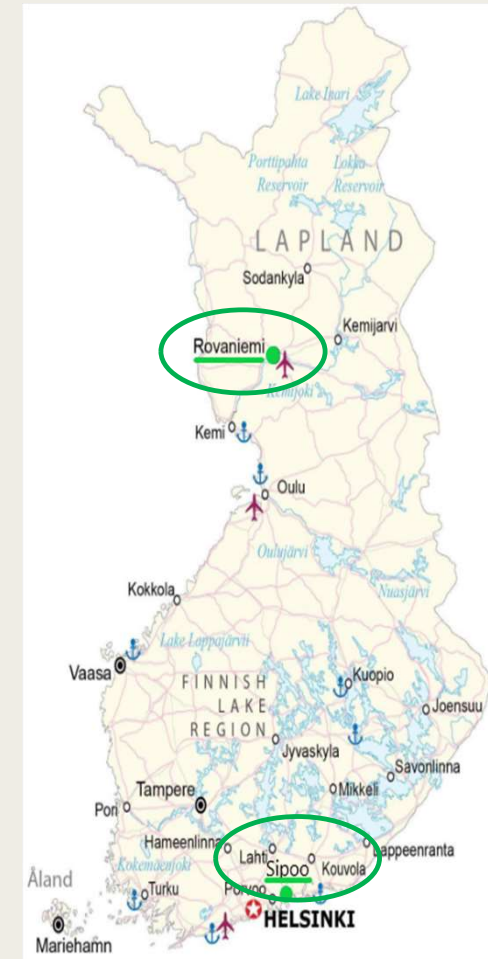 Lake Inari
Porttipahta
Reservoir
Lokka
Reservoir
LAPLAND
Sodankyla
Kemijarvi
Rovaniemi
Kemijoki
Kemi
Oulu
Oulujärvi
Nuasjärvi
Kokkola
Lake Lappajärvi
Vaasa
Kuopio
FINNISH
LAKE
REGION
Joensuu
Jyvaskyla
Savonlinna
Mikkeli
Tampere
Pori
Hameenlinna
Lappeenranta
Lahti
Kouvola
Sipoo
Kokemäenjoki
Åland
Turku
Porvoo
HELSINKI
Mariehamn